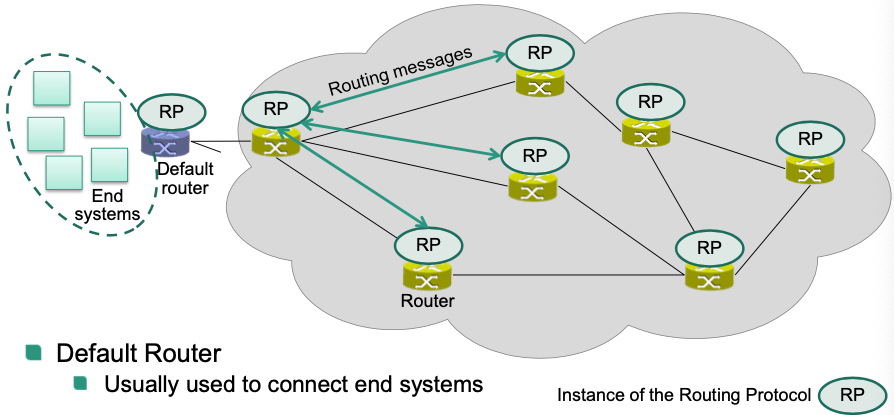 RP
Routing messages
RP
RP
RP
RP
RP
RP
Default
router
End
systems
RP
RP
Router
Default Router
Usually used to connect end systems
Instance of the Routing Protocol
RP